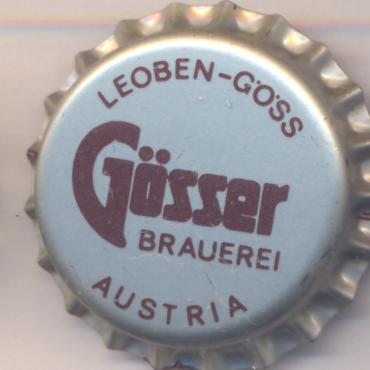 LEOBEN-GÖSS
Gösser
BRAUEREI
AUSTRIA